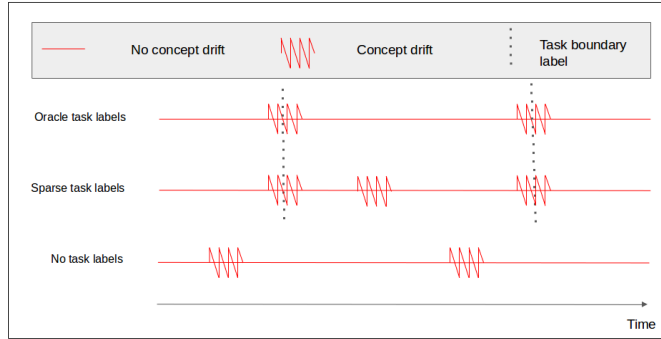 No concept drift
Concept drift
Task boundary
label
Oracle task labels
Sparse task labels
No task labels
Time